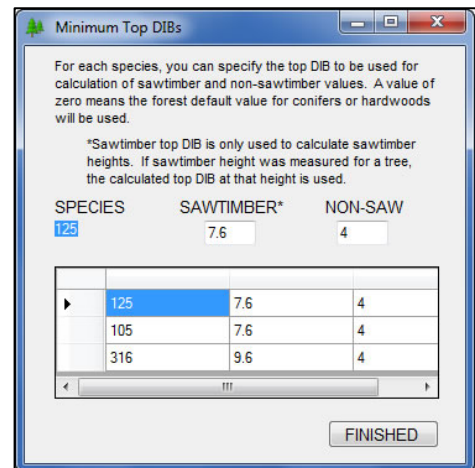 Minimum Top DIBs
For each species, you can specify the top DIB to be used for
calculation of sawtimber and non-sawtimber values. A value of
zero means the forest default value for conifers or hardwoods
will be used.
*Sawtimber top DIB is only used to calculate sawtimber
heights. If sawtimber height was measured for a tree,
the calculated top DIB at that height is used.
SPECIES SAWTIMBER* NON-SAW
125 7.6 4
125 7.6 4
105 7.6 4
316 9.6 4
FINISHED